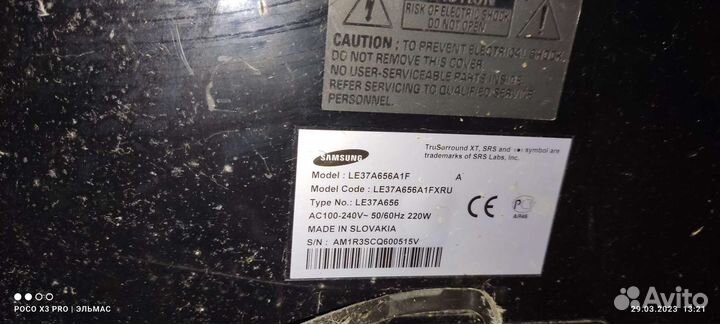 CAUTION
RISK OF ELECTRIC SHOCK
DO NOT OPEN
CAUTION : TO PREVENT ELECTRICAL SHOCK,
DO NOT REMOVE THIS COVER.
NO USER-SERVICEABLE PARTS INSIDE.
REFER SERVICING TO QUALIFIED SERVICE
PERSONNEL.
SAMSUNG
TruSurround XT, SRS and symbol are
trademarks of SRS Labs, Inc.
Model : LE37A656A1F A
Model Code : LE37A656A1FXRU
Type No.: LE37A656
AC100-240V~ 50/60Hz 220W
MADE IN SLOVAKIA
S/N : AM1R3SCQ600515V
CE
АЯ46
POCO X3 PRO | ЭЛЬМАС
Avito
29.03.2023 13:21